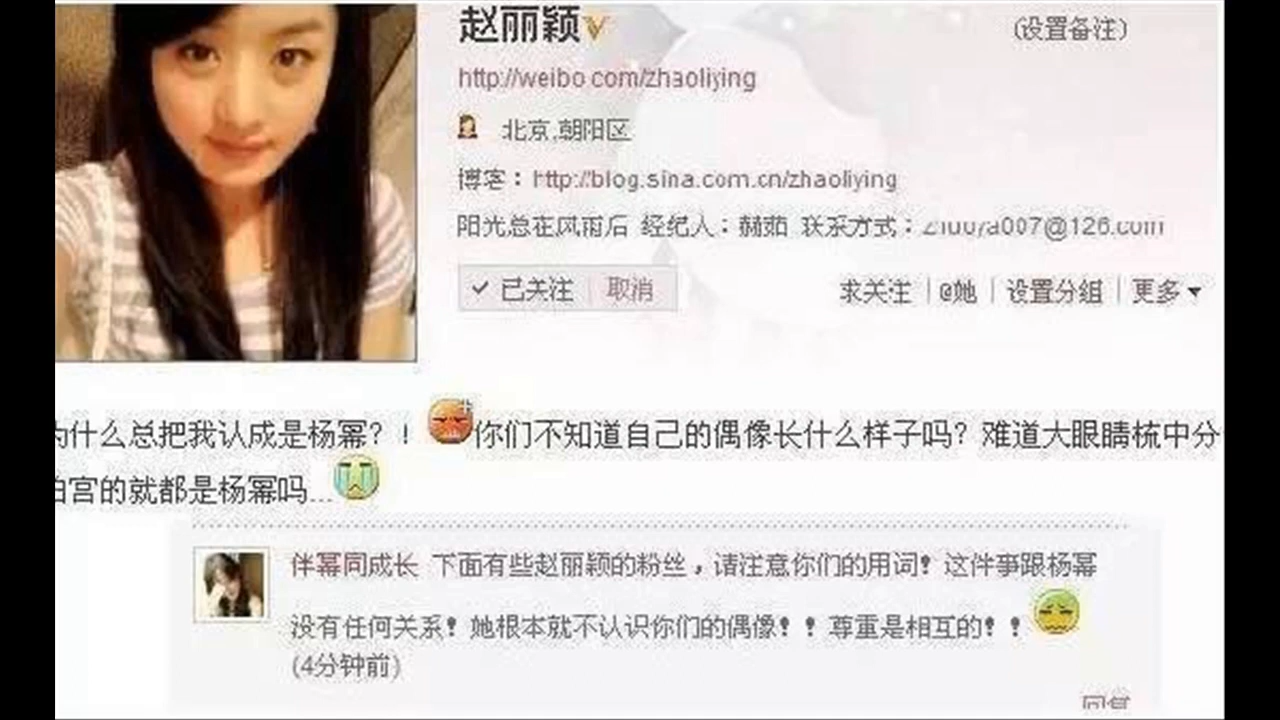 赵丽颖
(设置备注)
http://weibo.com/zhaoliying
北京,朝阳区
博客：http://blog.sina.com.cn/zhaoliying
阳光总在风雨后 经纪人：赫茹 联系方式：zhuoya007@126.com
已关注 取消
求关注 @她 设置分组 更多
为什么总把我认成是杨幂？！你们不知道自己的偶像长什么样子吗？难道大眼睛梳中分
拍宫的就都是杨幂吗...
伴幂同成长 下面有些赵丽颖的粉丝，请注意你们的用词！这件事跟杨幂
没有任何关系！她根本就不认识你们的偶像！！尊重是相互的！！
(4分钟前)
回复